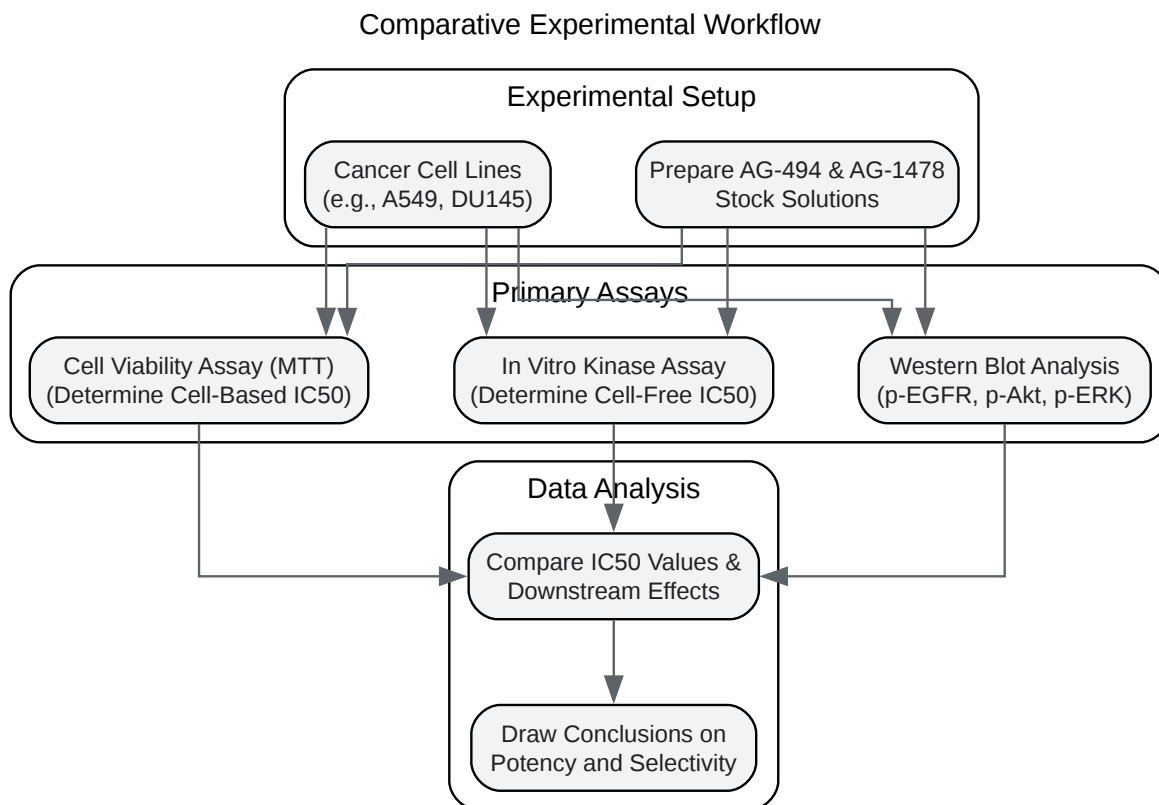 Comparative Experimental Workflow
Experimental Setup
Cancer Cell Lines
(e.g., A549, DU145)
Prepare AG-494 & AG-1478
Stock Solutions
Primary Assays
Cell Viability Assay (MTT)
(Determine Cell-Based IC50)
In Vitro Kinase Assay
(Determine Cell-Free IC50)
Western Blot Analysis
(p-EGFR, p-Akt, p-ERK)
Data Analysis
Compare IC50 Values &
Downstream Effects
Draw Conclusions on
Potency and Selectivity